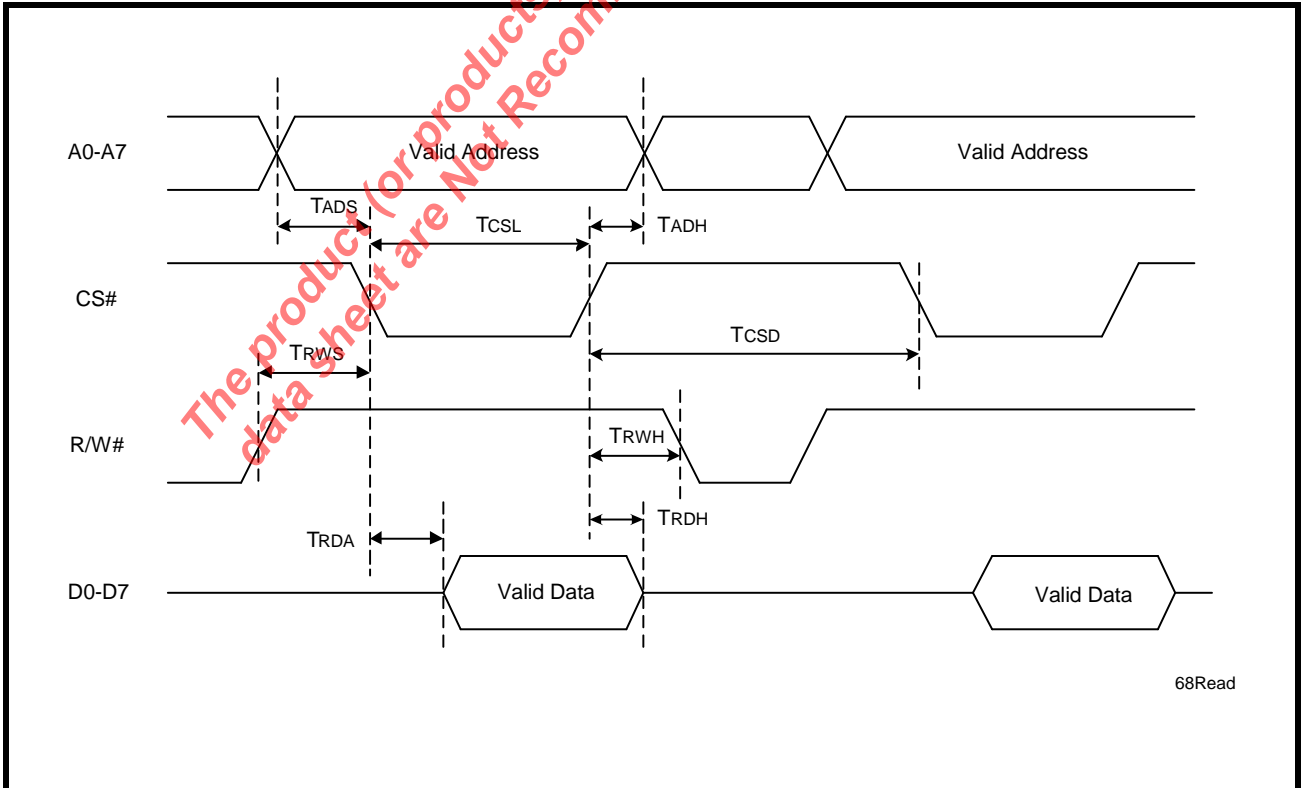 The product (or products,
data sheet are Not Recom
A0-A7
Valid Address
Valid Address
TADS
TCSL
TADH
CS#
TCSD
TRWS
R/W#
TRWH
TRDA
TRDH
D0-D7
Valid Data
Valid Data
68Read